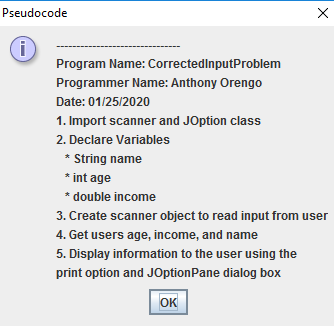 Pseudocode
-------------------------------
Program Name: CorrectedInputProblem
Programmer Name: Anthony Orengo
Date: 01/25/2020
1. Import scanner and JOption class
2. Declare Variables
* String name
* int age
* double income
3. Create scanner object to read input from user
4. Get users age, income, and name
5. Display information to the user using the
print option and JOptionPane dialog box
OK